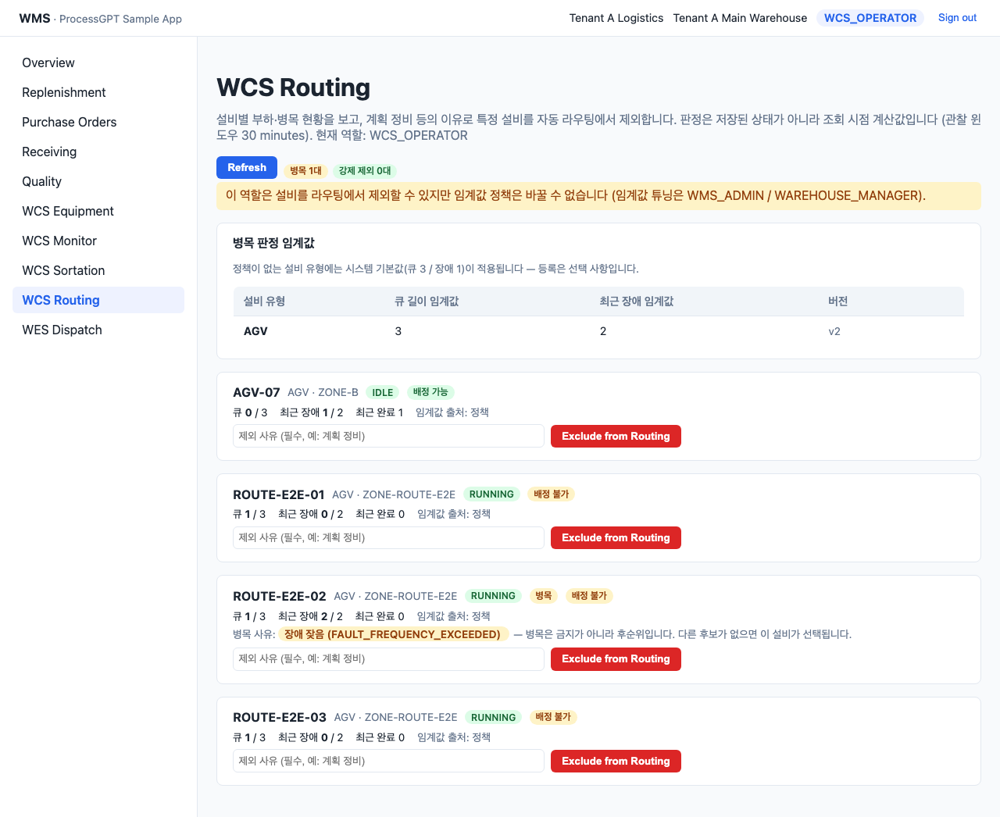 WMS · ProcessGPT Sample App
Tenant A Logistics Tenant A Main Warehouse WCS_OPERATOR Sign out
Overview
Replenishment
Purchase Orders
Receiving
Quality
WCS Equipment
WCS Monitor
WCS Sortation
WCS Routing
WES Dispatch
WCS Routing
설비별 부하·병목 현황을 보고, 계획 정비 등의 이유로 특정 설비를 자동 라우팅에서 제외합니다. 판정은 저장된 상태가 아니라 조회 시점 계산값입니다 (관찰 윈
도우 30 minutes). 현재 역할: WCS_OPERATOR
Refresh 병목 1대 강제 제외 0대
이 역할은 설비를 라우팅에서 제외할 수 있지만 임계값 정책은 바꿀 수 없습니다 (임계값 튜닝은 WMS_ADMIN / WAREHOUSE_MANAGER).
병목 판정 임계값
정책이 없는 설비 유형에는 시스템 기본값(큐 3 / 장애 1)이 적용됩니다 — 등록은 선택 사항입니다.
설비 유형 큐 길이 임계값 최근 장애 임계값 버전
AGV 3 2 v2
AGV-07 AGV · ZONE-B IDLE 배정 가능
큐 0 / 3 최근 장애 1 / 2 최근 완료 1 임계값 출처: 정책
제외 사유 (필수, 예: 계획 정비) Exclude from Routing
ROUTE-E2E-01 AGV · ZONE-ROUTE-E2E RUNNING 배정 불가
큐 1 / 3 최근 장애 0 / 2 최근 완료 0 임계값 출처: 정책
제외 사유 (필수, 예: 계획 정비) Exclude from Routing
ROUTE-E2E-02 AGV · ZONE-ROUTE-E2E RUNNING 병목 배정 불가
큐 1 / 3 최근 장애 2 / 2 최근 완료 0 임계값 출처: 정책
병목 사유: 장애 잦음 (FAULT_FREQUENCY_EXCEEDED) — 병목은 금지가 아니라 후순위입니다. 다른 후보가 없으면 이 설비가 선택됩니다.
제외 사유 (필수, 예: 계획 정비) Exclude from Routing
ROUTE-E2E-03 AGV · ZONE-ROUTE-E2E RUNNING 배정 불가
큐 1 / 3 최근 장애 0 / 2 최근 완료 0 임계값 출처: 정책
제외 사유 (필수, 예: 계획 정비) Exclude from Routing